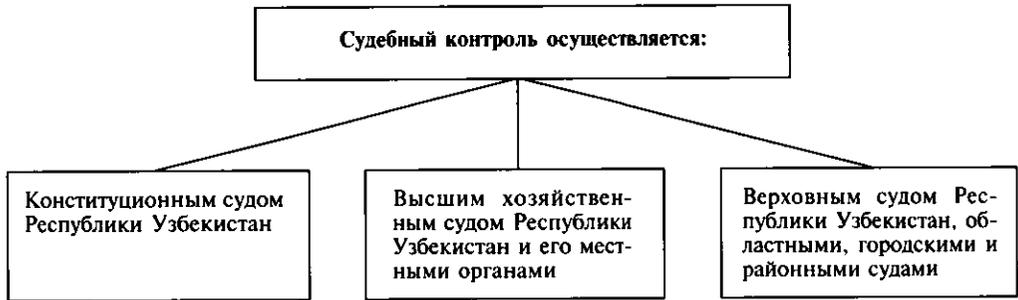 Судебный контроль осуществляется:
Конституционным судом
Республики Узбекистан
Высшим хозяйствен-
ным судом Республики
Узбекистан и его мест-
ными органами
Верховным судом Рес-
публики Узбекистан, об-
ластными, городскими и
районными судами